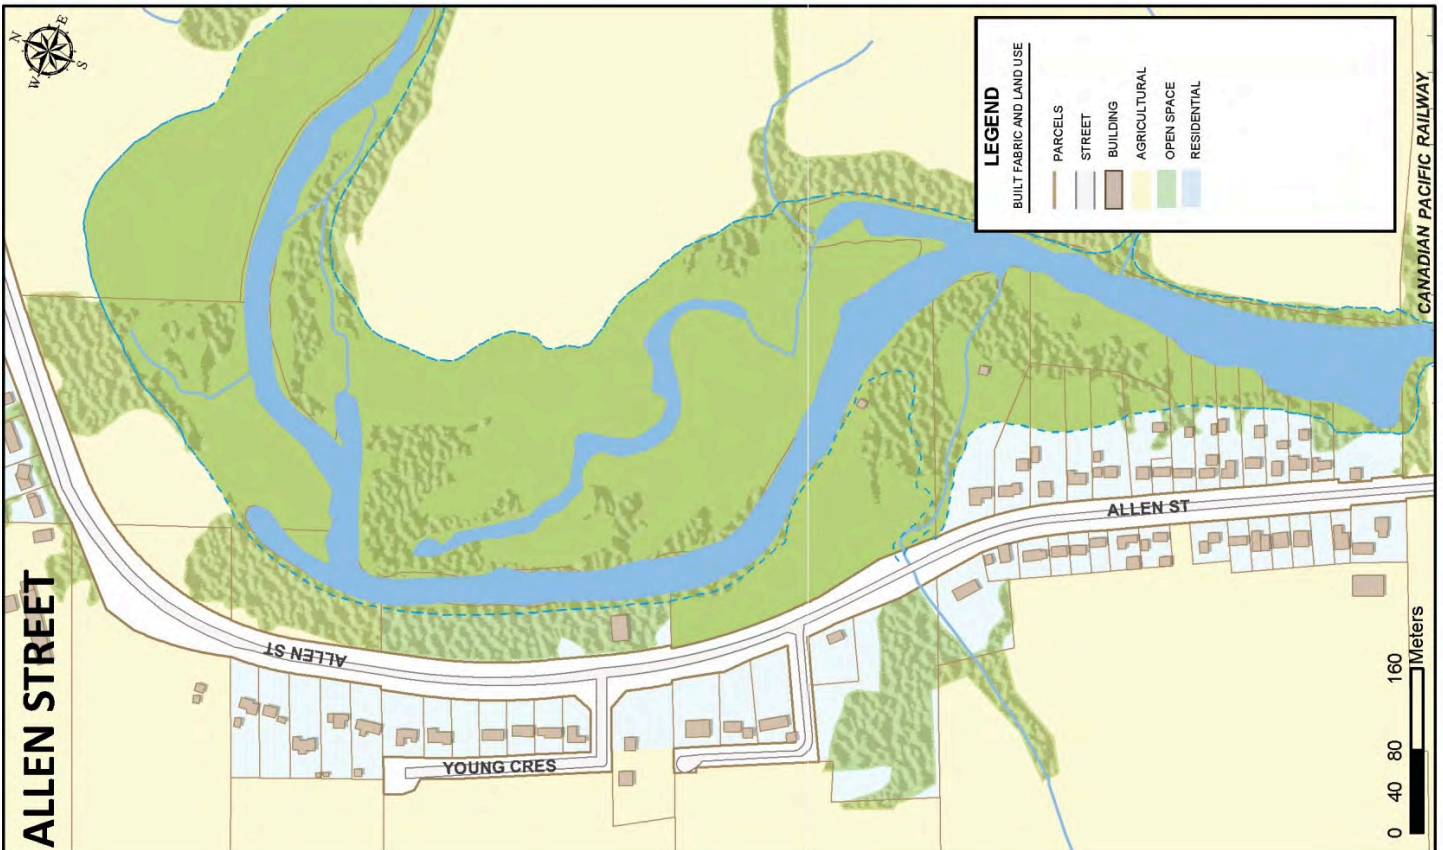 ALLEN STREET
N
E
S
W
LEGEND
BUILT FABRIC AND LAND USE
PARCELS
STREET
BUILDING
AGRICULTURAL
OPEN SPACE
RESIDENTIAL
CANADIAN PACIFIC RAILWAY
ALLEN ST
ALLEN ST
YOUNG CRES
0 40 80 160
Meters